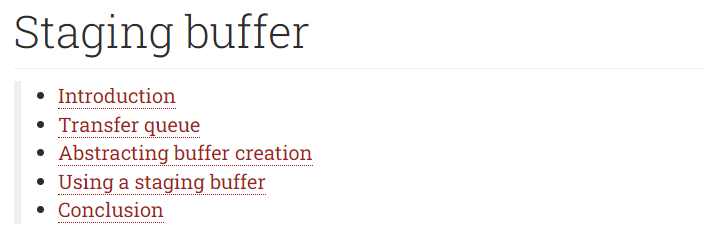 Staging buffer
Introduction
Transfer queue
Abstracting buffer creation
Using a staging buffer
Conclusion